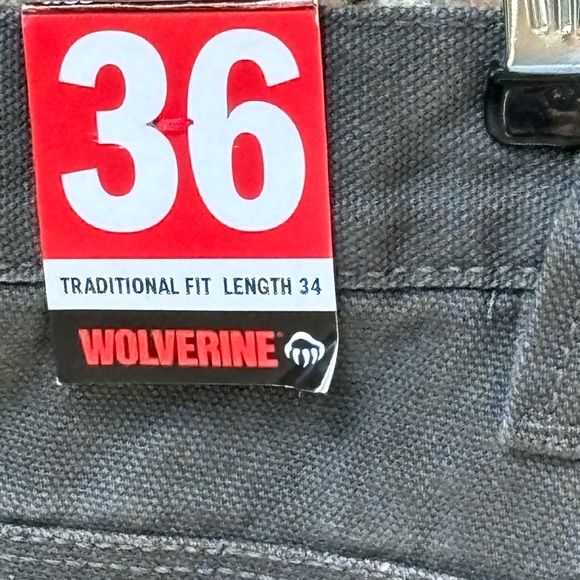 36
TRADITIONAL FIT LENGTH 34
WOLVERINE